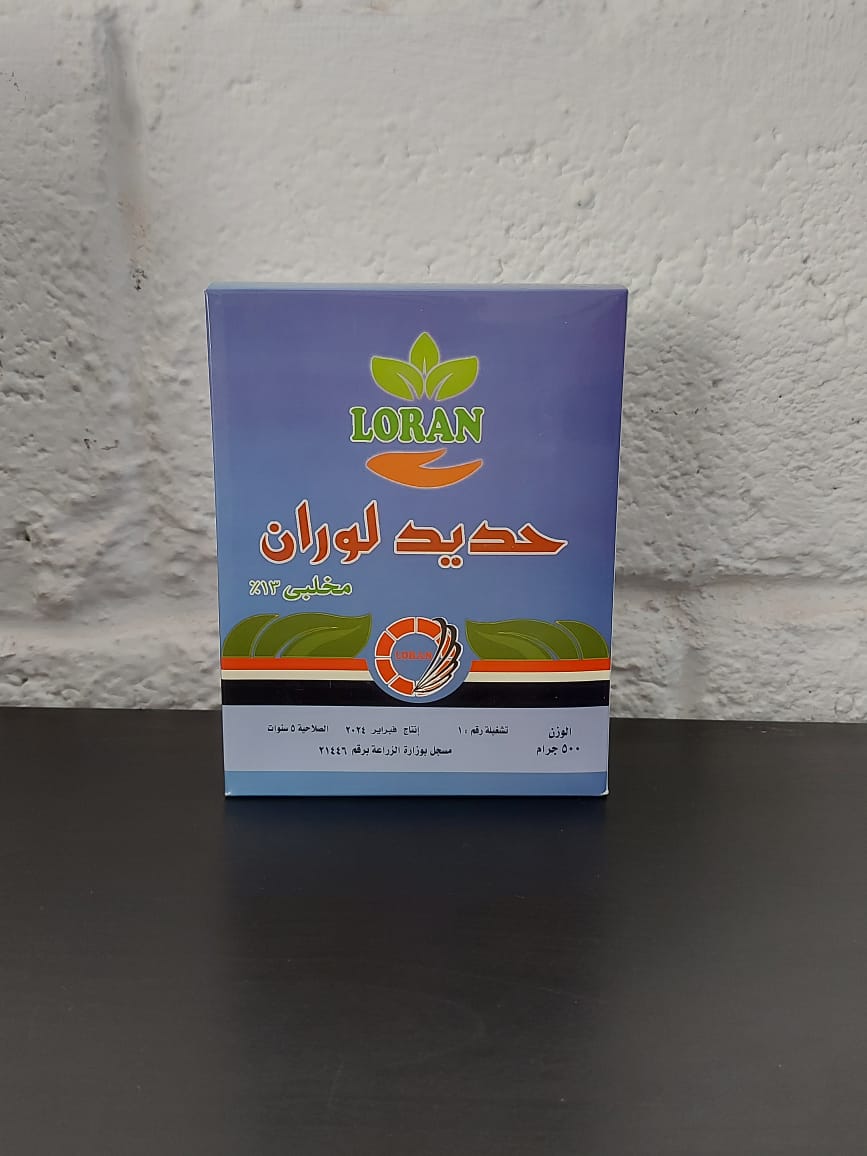 LORAN
حديد لوران
مخلبى ١٣٪
LORAN
الوزن تشغيلة رقم : ١ إنتاج فبراير ٢٠٢٤ الصلاحية ٥ سنوات
٥٠٠ جرام مسجل بوزارة الزراعة برقم ٢١٤٤٦